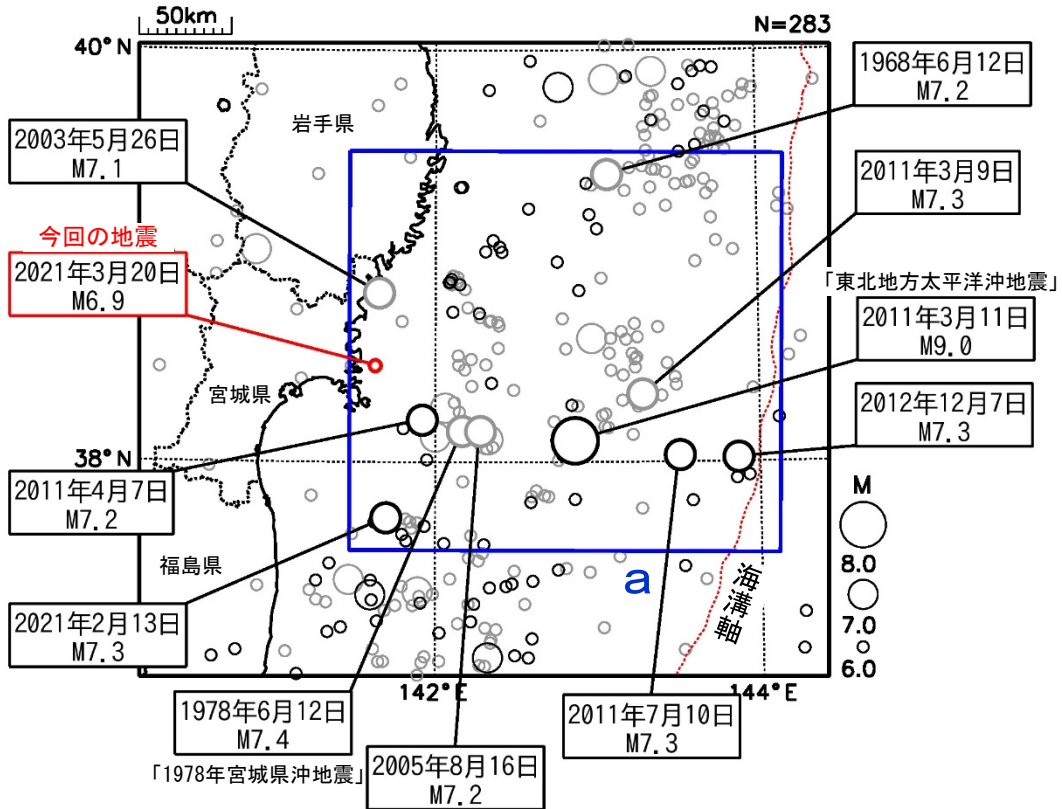 50km
N=283
40°N
1968年6月12日
M7.2
岩手県
2003年5月26日
M7.1
2011年3月9日
M7.3
今回の地震
2021年3月20日
M6.9
「東北地方太平洋沖地震」
2011年3月11日
M9.0
宮城県
2012年12月7日
M7.3
38°N
2011年4月7日
M7.2
M
8.0
7.0
6.0
福島県
a
海溝軸
2021年2月13日
M7.3
142°E
144°E
1978年6月12日
M7.4
「1978年宮城県沖地震」
2005年8月16日
M7.2
2011年7月10日
M7.3